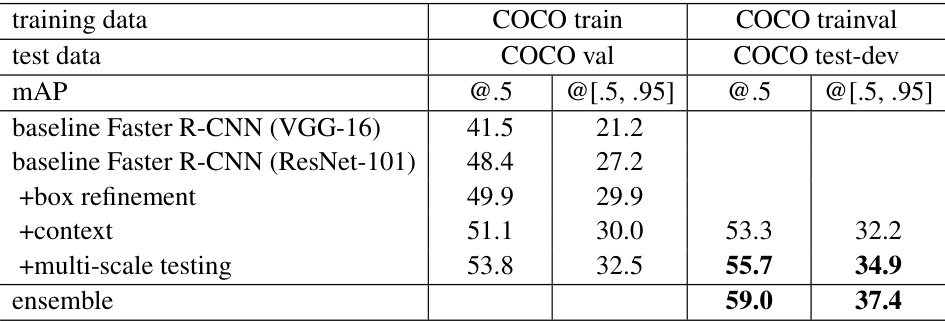 training data COCO train COCO trainval
test data COCO val COCO test-dev
mAP @.5 @[.5, .95] @.5 @[.5, .95]
baseline Faster R-CNN (VGG-16) 41.5 21.2
baseline Faster R-CNN (ResNet-101) 48.4 27.2
+box refinement 49.9 29.9
+context 51.1 30.0 53.3 32.2
+multi-scale testing 53.8 32.5 55.7 34.9
ensemble 59.0 37.4